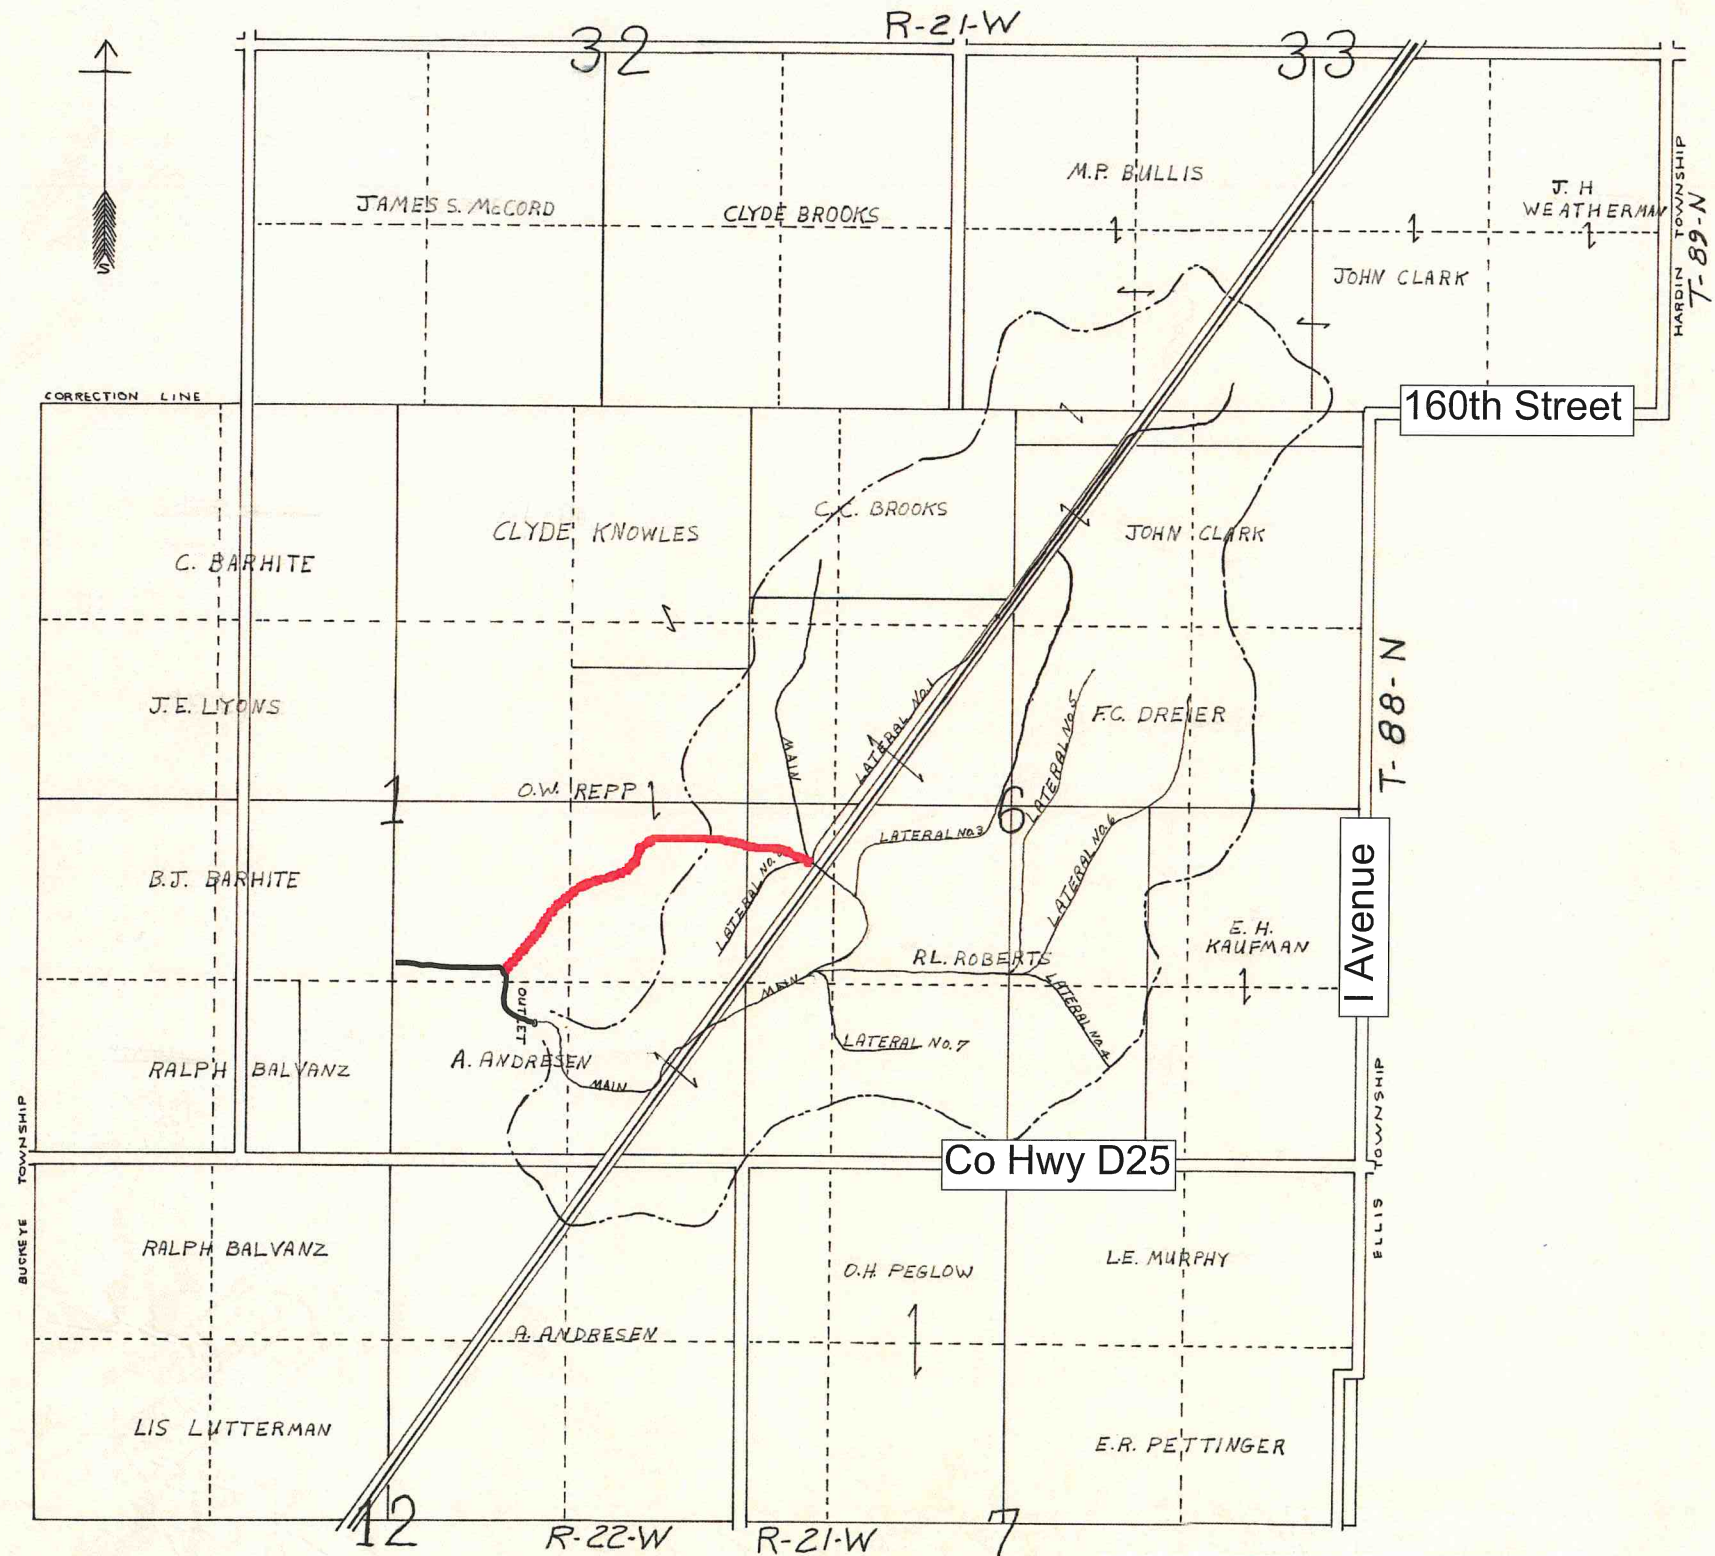 R-21-W
32
33
M.P. BULLIS
J. H
WEATHERMAN
JAMES S. McCORD
CLYDE BROOKS
HARDIN TOWNSHIP
T-89-N
JOHN CLARK
S
CORRECTION LINE
160th Street
C.C. BROOKS
CLYDE KNOWLES
JOHN CLARK
C. BARHITE
J.E. LYONS
LATERAL No.1
LATERAL No.5
F.C. DREIER
T-88-N
MAIN
O.W. REPP
1
6
LATERAL No.3
LATERAL No.6
B.J. BARHITE
LATERAL No.
I Avenue
E. H.
KAUFMAN
R.L. ROBERTS
MAIN
LATERAL No.4
OUTLET
LATERAL No.7
A. ANDRESEN
RALPH BALVANZ
MAIN
BUCKEYE TOWNSHIP
ELLIS TOWNSHIP
Co Hwy D25
RALPH BALVANZ
L.E. MURPHY
O.H. PEGLOW
A. ANDRESEN
LIS LUTTERMAN
E.R. PETTINGER
12
R-22-W
R-21-W
7